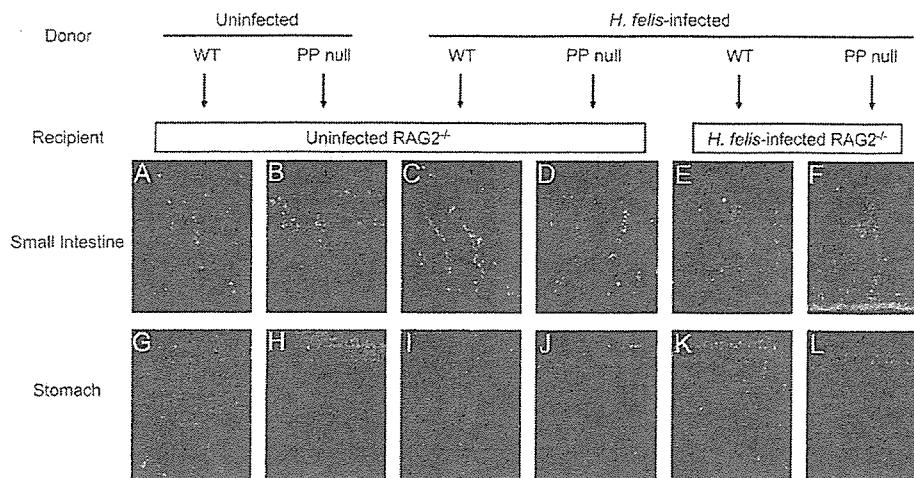 Donor
Uninfected
H. felis-infected
WT
PP null
WT
PP null
WT
PP null
Recipient
Uninfected RAG2-/-
H. felis-infected RAG2-/-
Small Intestine
A
B
C
D
E
F
Stomach
G
H
I
J
K
L